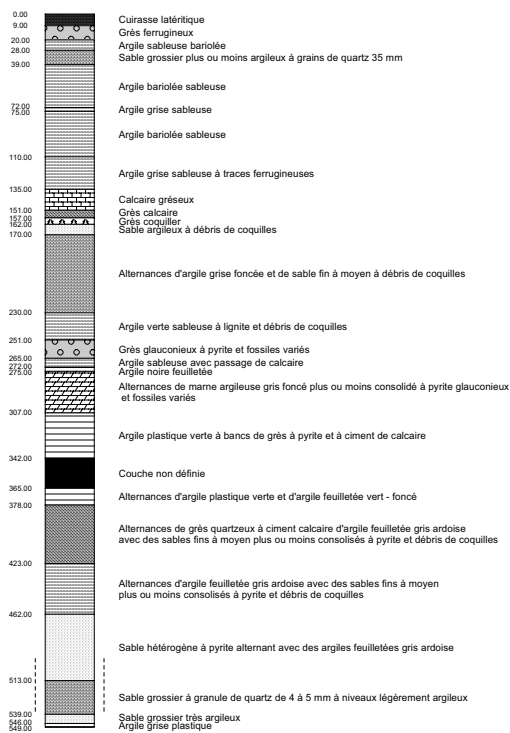 0.00
Cuirasse latéritique
9.00
Grès ferrugineux
20.00
Argile sableuse bariolée
28.00
Sable grossier plus ou moins argileux à grains de quartz 35 mm
39.00
Argile bariolée sableuse
72.00
Argile grise sableuse
75.00
Argile bariolée sableuse
110.00
Argile grise sableuse à traces ferrugineuses
135.00
Calcaire gréseux
151.00
Grès calcaire
157.00
Grès coquiller
162.00
Sable argileux à débris de coquilles
170.00
Alternances d'argile grise foncée et de sable fin à moyen à débris de coquilles
230.00
Argile verte sableuse à lignite et débris de coquilles
251.00
Grès glauconieux à pyrite et fossiles variés
265.00
Argile sableuse avec passage de calcaire
272.00
Argile noire feuilletée
275.00
Alternances de marne argileuse gris foncé plus ou moins consolidé à pyrite glauconieux
et fossiles variés
307.00
Argile plastique verte à bancs de grès à pyrite et à ciment de calcaire
342.00
Couche non définie
365.00
Alternances d'argile plastique verte et d'argile feuilletée vert - foncé
378.00
Alternances de grès quartzeux à ciment calcaire d'argile feuilletée gris ardoise
avec des sables fins à moyen plus ou moins consolisés à pyrite et débris de coquilles
423.00
Alternances d'argile feuilletée gris ardoise avec des sables fins à moyen
plus ou moins consolisés à pyrite et débris de coquilles
462.00
Sable hétérogène à pyrite alternant avec des argiles feuilletées gris ardoise
513.00
Sable grossier à granule de quartz de 4 à 5 mm à niveaux légèrement argileux
539.00
Sable grossier très argileux
546.00
Argile grise plastique
549.00